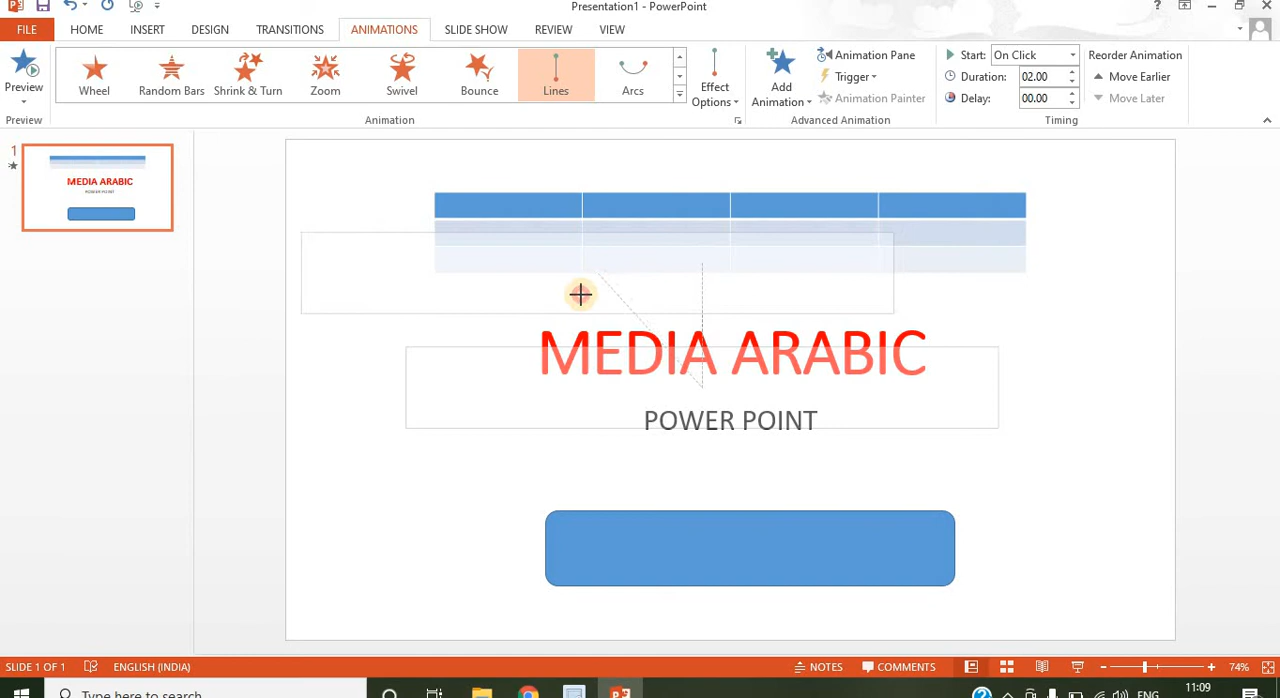 Presentation1 - PowerPoint
?
FILE HOME INSERT DESIGN TRANSITIONS ANIMATIONS SLIDE SHOW REVIEW VIEW
Preview
Wheel Random Bars Shrink & Turn Zoom Swivel Bounce Lines Arcs
Effect Options
Add Animation
Animation Pane
Trigger
Animation Painter
Start: On Click
Duration: 02.00
Delay: 00.00
Reorder Animation
Move Earlier
Move Later
Preview Animation Advanced Animation Timing
1
MEDIA ARABIC
POWER POINT
MEDIA ARABIC
POWER POINT
SLIDE 1 OF 1 ENGLISH (INDIA) NOTES COMMENTS 74%
Type here to search
ENG
11:09